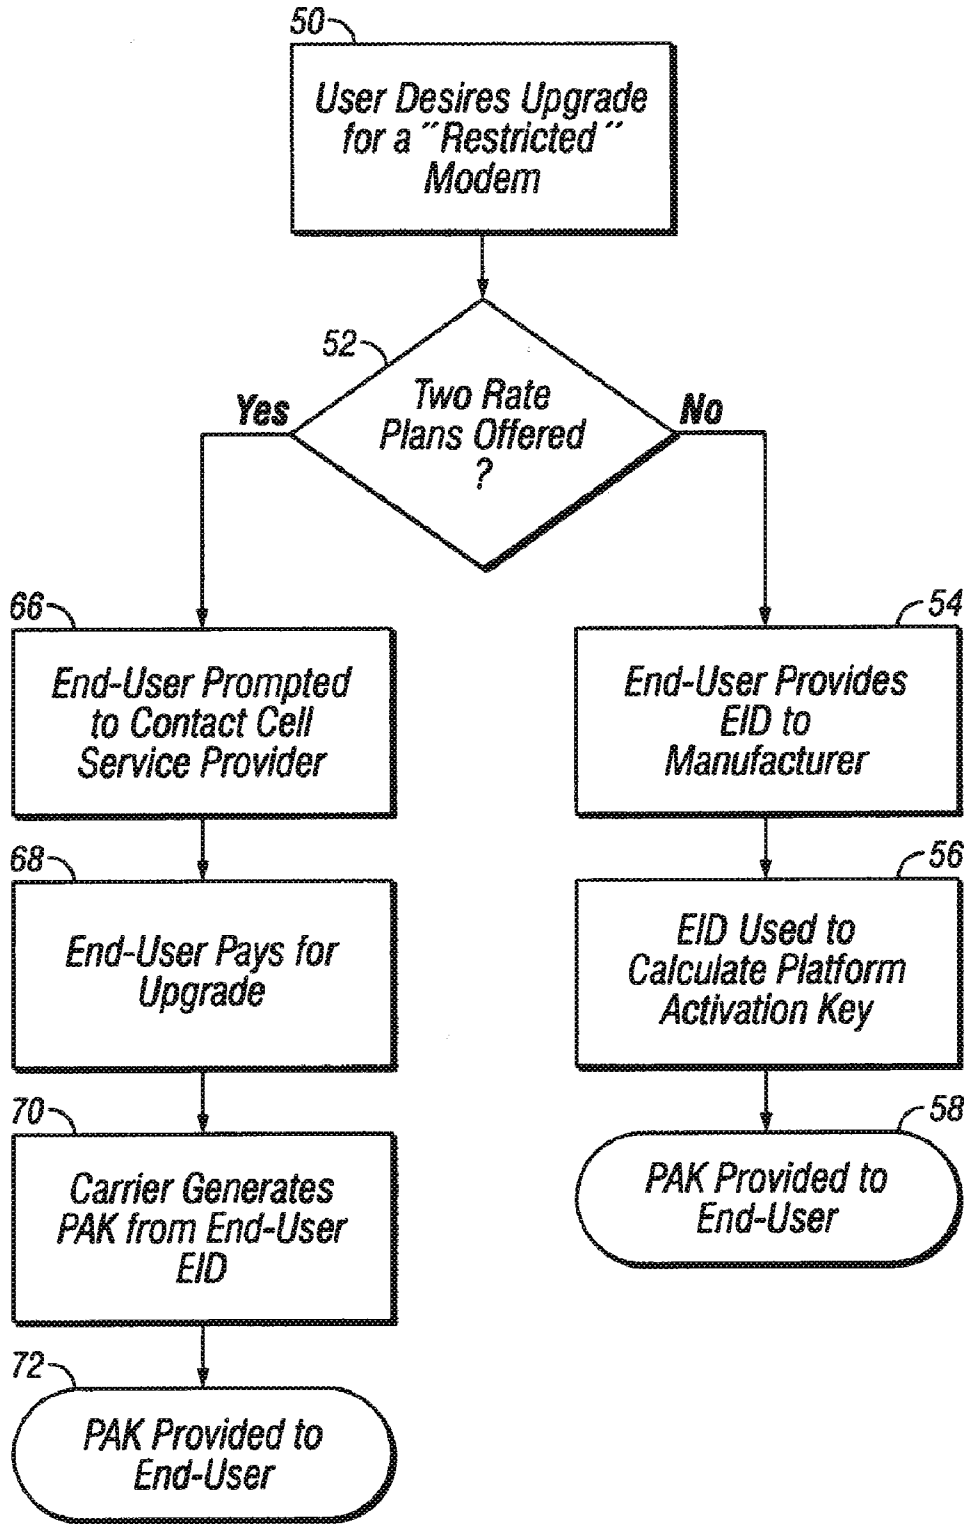 50
User Desires Upgrade
for a "Restricted"
Modem
52
Two Rate
Plans Offered
?
Yes
No
66
End-User Prompted
to Contact Cell
Service Provider
54
End-User Provides
EID to
Manufacturer
68
End-User Pays for
Upgrade
56
EID Used to
Calculate Platform
Activation Key
70
Carrier Generates
PAK from End-User
EID
58
PAK Provided to
End-User
72
PAK Provided to
End-User